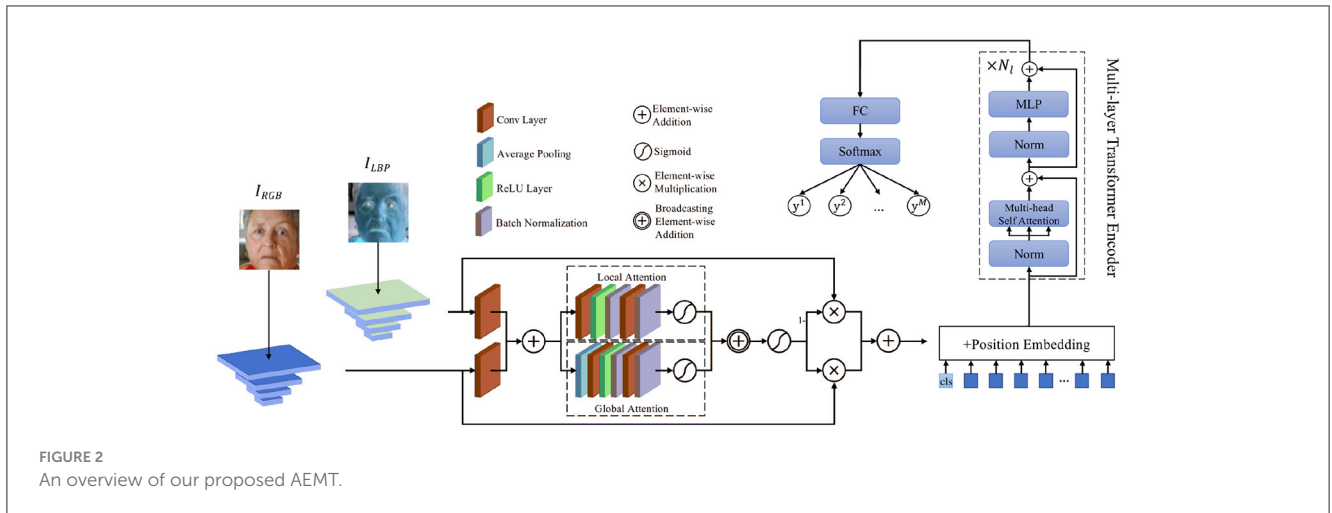 I_RGB
I_LBP
Conv Layer
Average Pooling
ReLU Layer
Batch Normalization
Element-wise
Addition
Sigmoid
Element-wise
Multiplication
Broadcasting
Element-wise
Addition
Local Attention
Global Attention
1-
FC
Softmax
y^1 y^2 ... y^M
×N_l
MLP
Norm
Multi-head
Self Attention
Norm
Multi-layer Transformer Encoder
+Position Embedding
cls ...
FIGURE 2
An overview of our proposed AEMT.